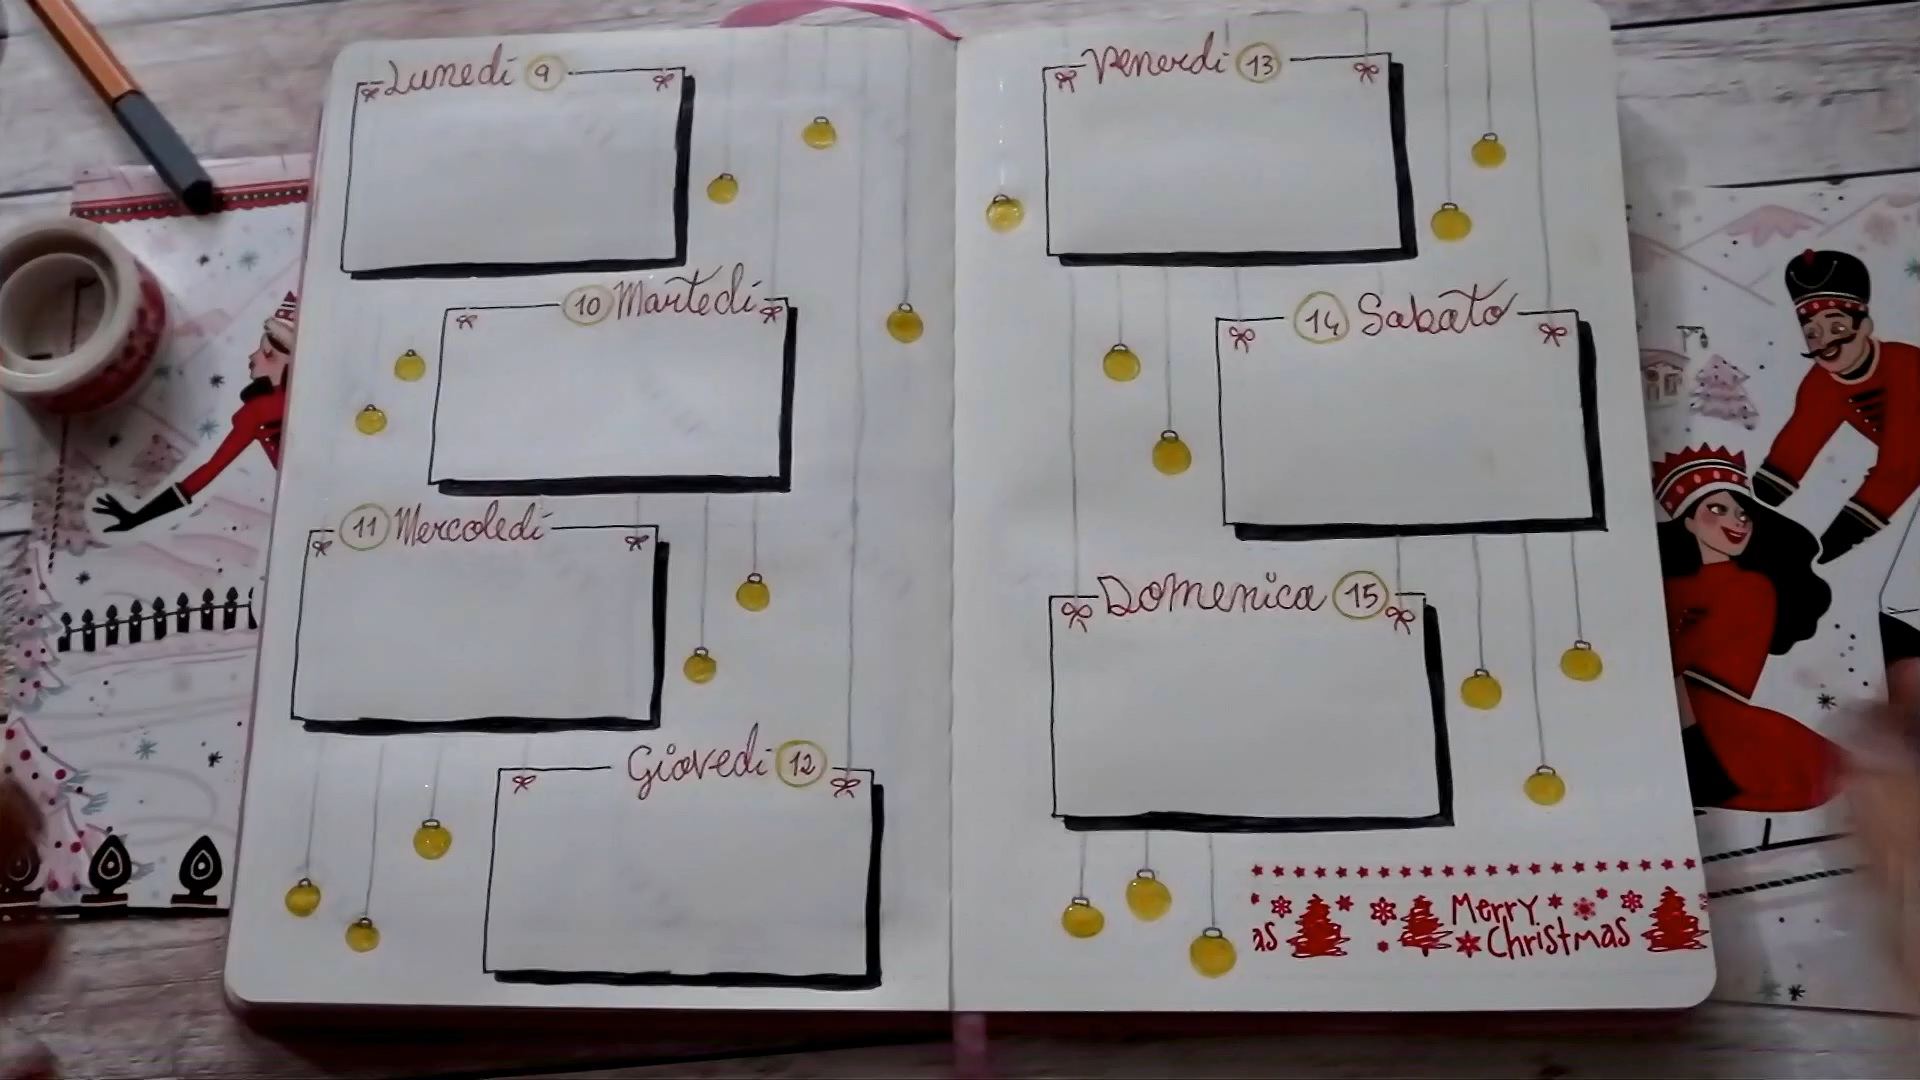 Lunedì 9
10 Martedì
11 Mercoledì
Giovedì 12
Venerdì 13
14 Sabato
Domenica 15
as
Merry
Christmas